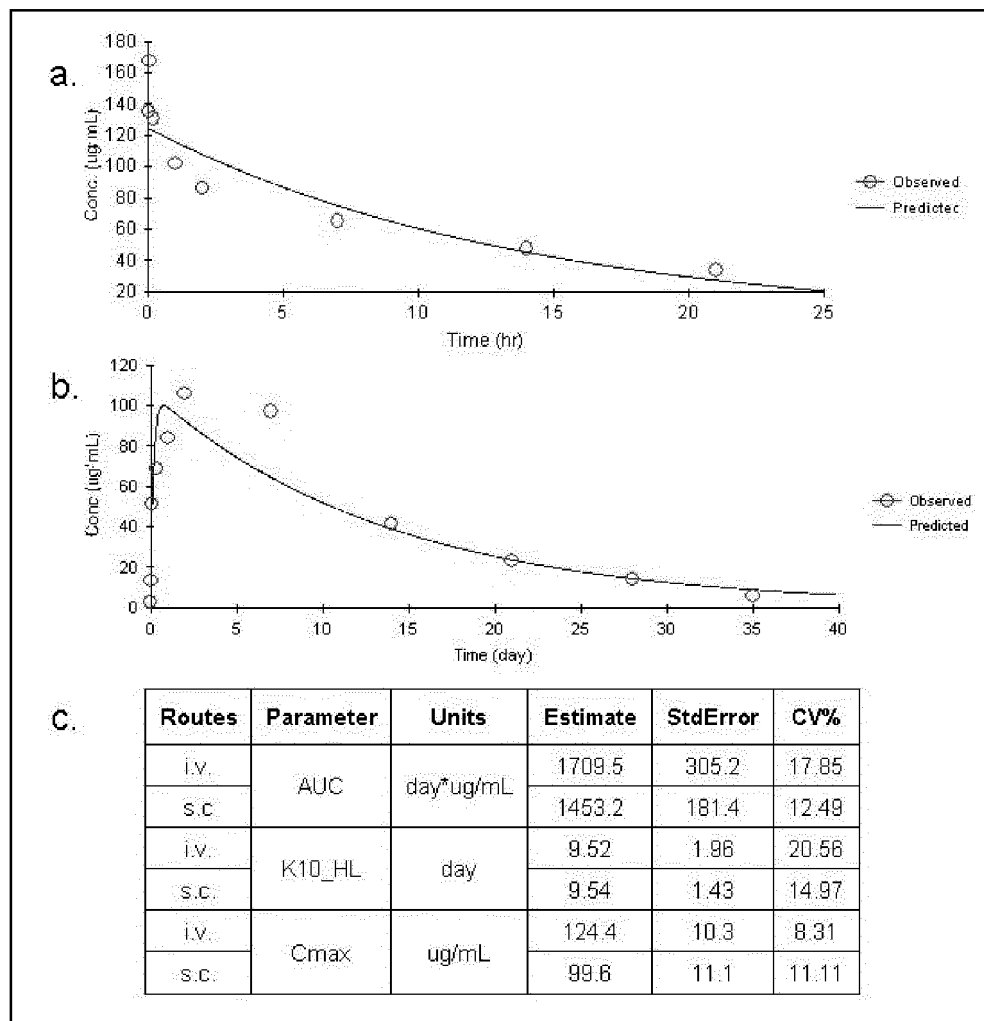 a.
180
160
140
120
100
80
60
40
20
Conc. (ug/mL)
0 5 10 15 20 25
Time (hr)
Observed
Predicted
b.
120
100
80
60
40
20
0
Conc (ug/mL)
0 5 10 15 20 25 30 35 40
Time (day)
Observed
Predicted
c.
Routes Parameter Units Estimate StdError CV%
i.v. AUC day*ug/mL 1709.5 305.2 17.85
s.c 1453.2 181.4 12.49
i.v. K10_HL day 9.52 1.96 20.56
s.c. 9.54 1.43 14.97
i.v. Cmax ug/mL 124.4 10.3 8.31
s.c. 99.6 11.1 11.11